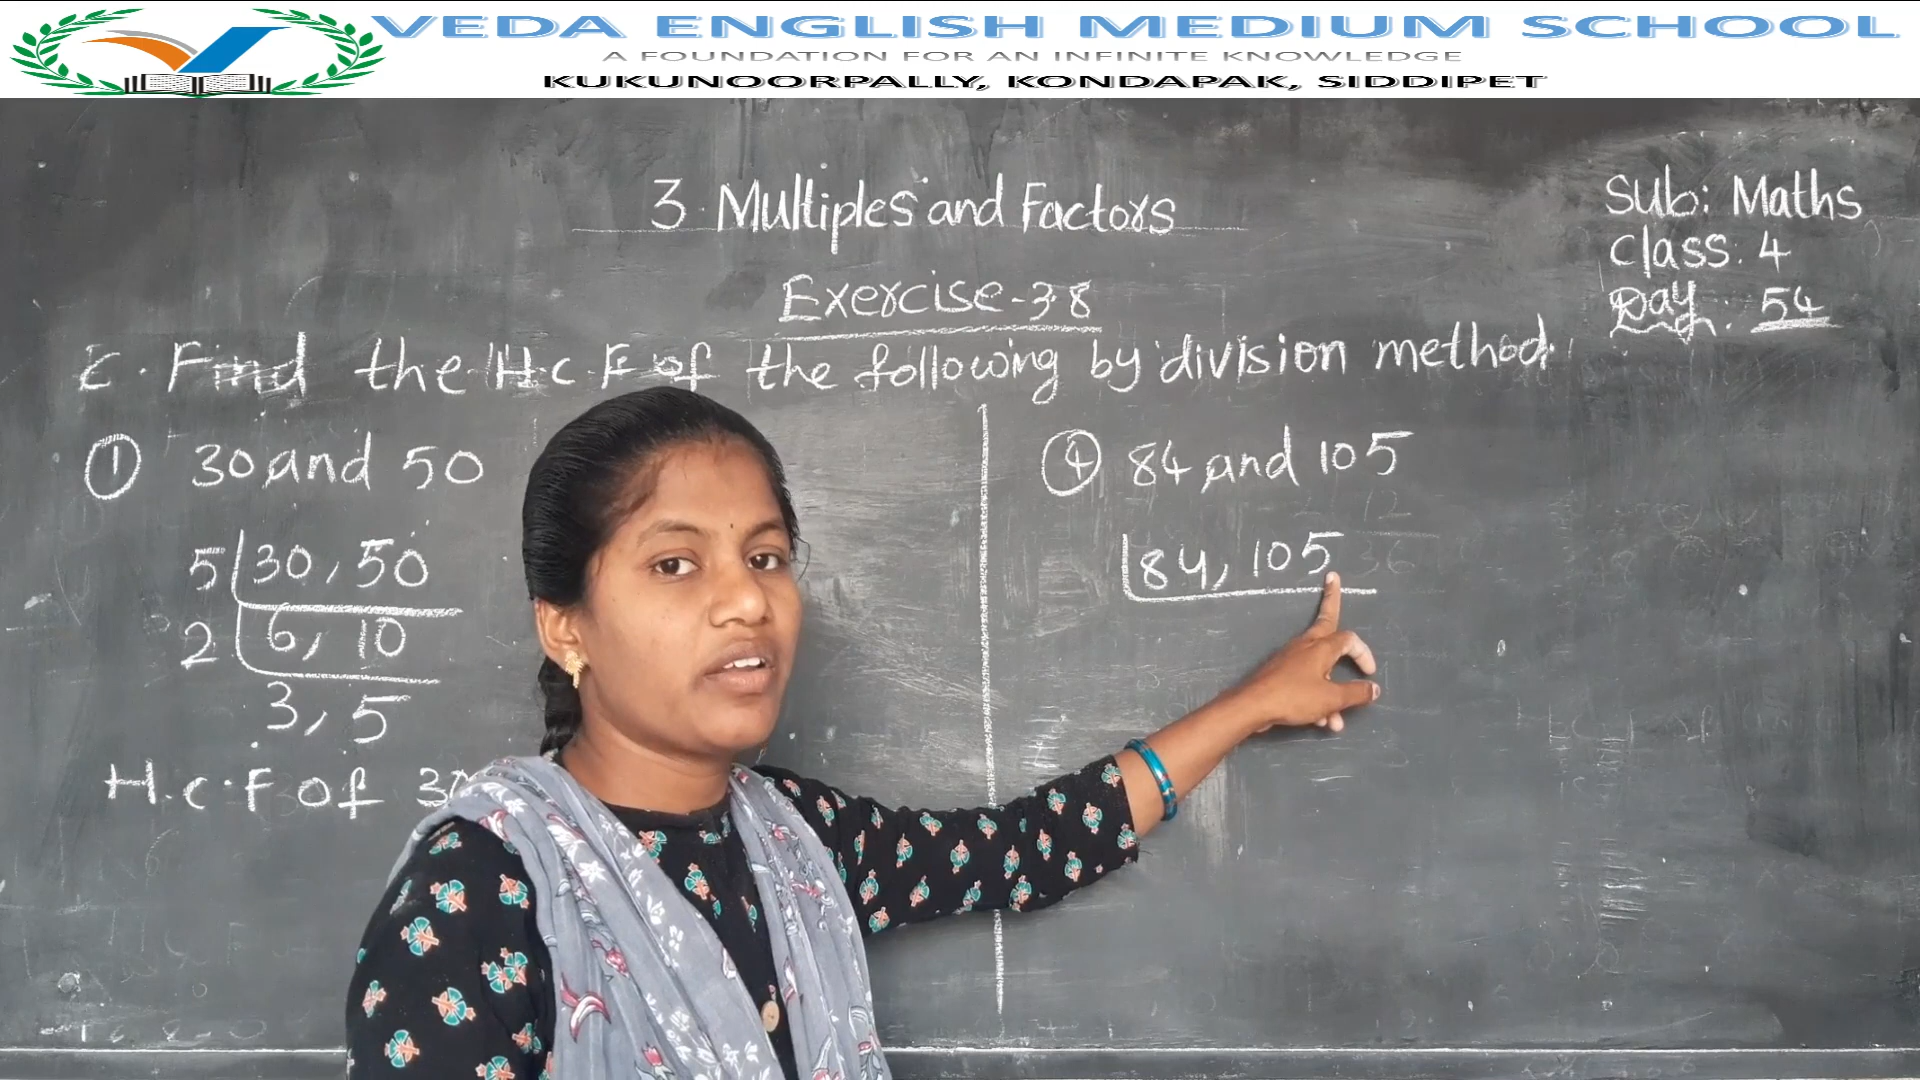 VEDA ENGLISH MEDIUM SCHOOL
A FOUNDATION FOR AN INFINITE KNOWLEDGE
KUKUNOORPALLY, KONDAPAK, SIDDIPET
3. Multiples and Factors
Sub: Maths
Class: 4
Day: 54
Exercise-3.8
C. Find the H.C.F of the following by division method.
① 30 and 50
5 30, 50
2 6, 10
3, 5
H.C.F of 30
④ 84 and 105
84, 105